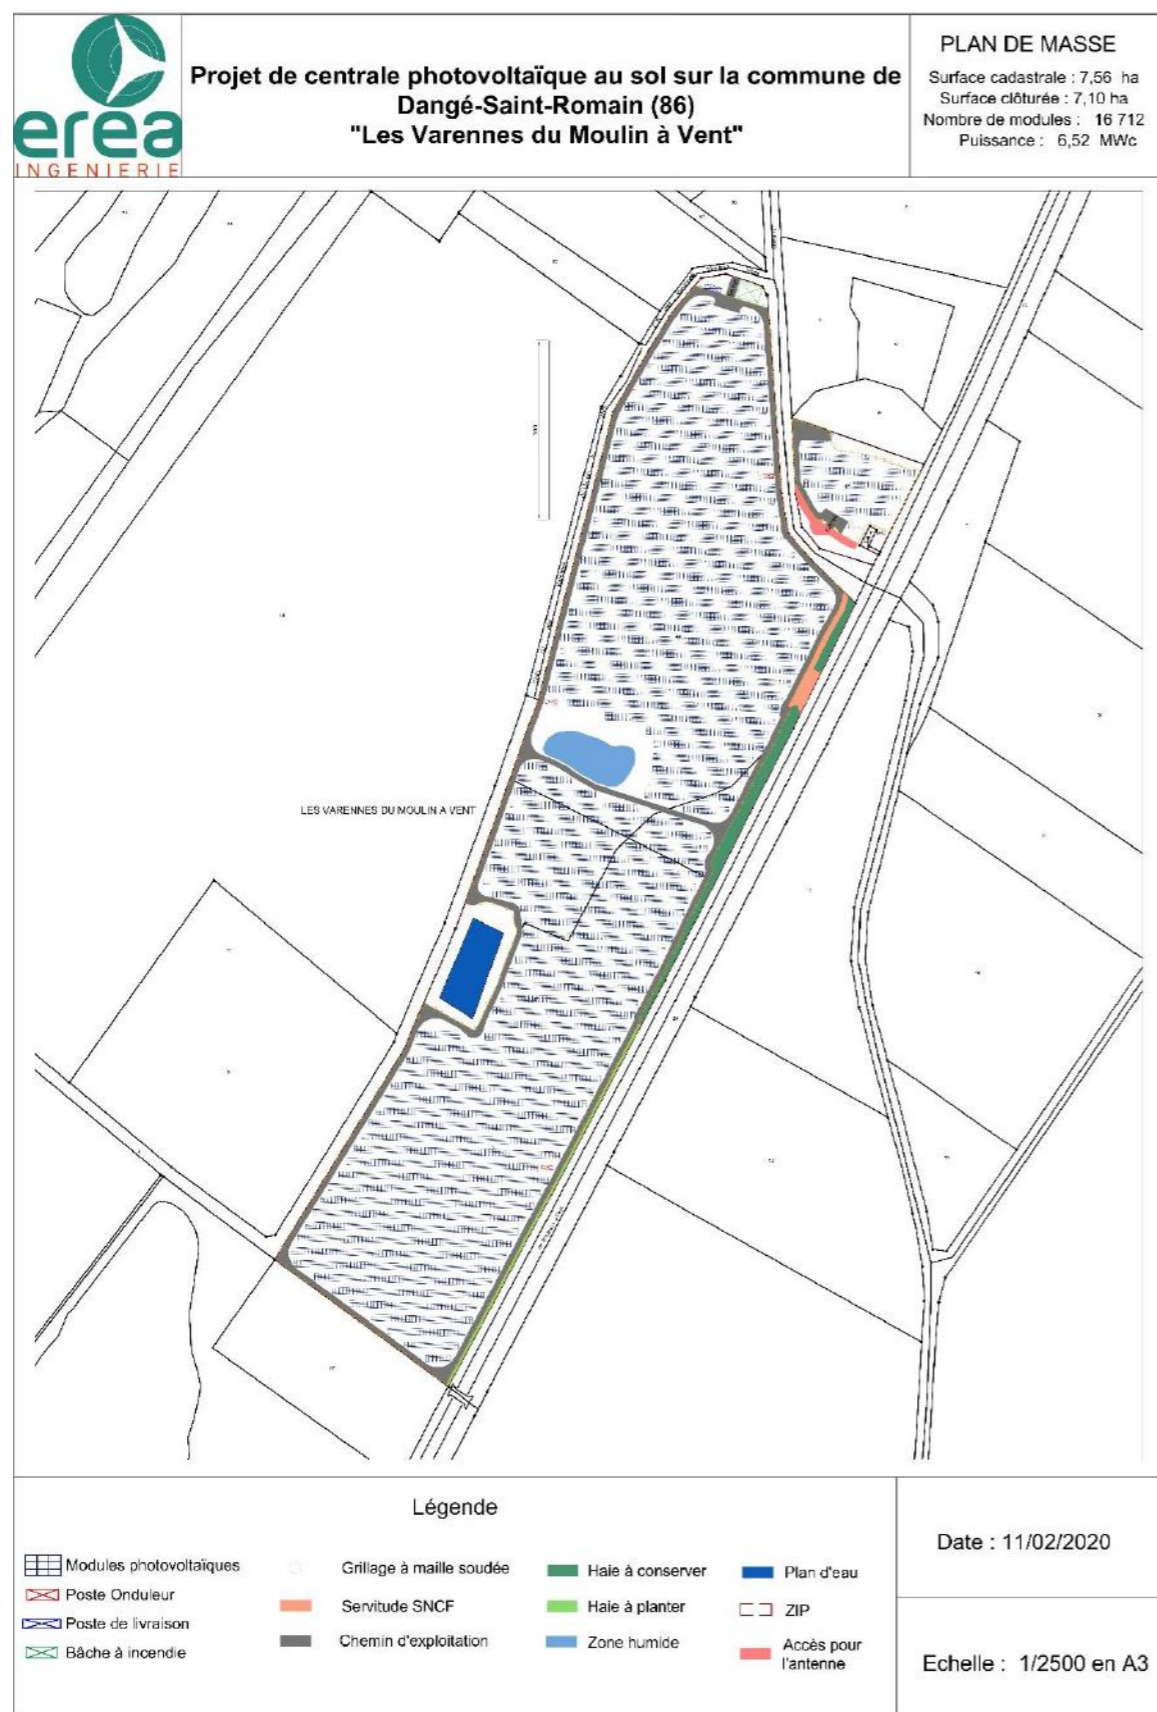 erea
INGENIERIE
Projet de centrale photovoltaïque au sol sur la commune de
Dangé-Saint-Romain (86)
"Les Varennes du Moulin à Vent"
PLAN DE MASSE
Surface cadastrale : 7,56 ha
Surface clôturée : 7,10 ha
Nombre de modules : 16 712
Puissance : 6,52 MWc
LES VARENNES DU MOULIN A VENT
Légende
Modules photovoltaïques
Poste Onduleur
Poste de livraison
Bâche à incendie
Grillage à maille soudée
Servitude SNCF
Chemin d'exploitation
Haie à conserver
Haie à planter
Zone humide
Plan d'eau
ZIP
Accès pour
l'antenne
Date : 11/02/2020
Echelle : 1/2500 en A3